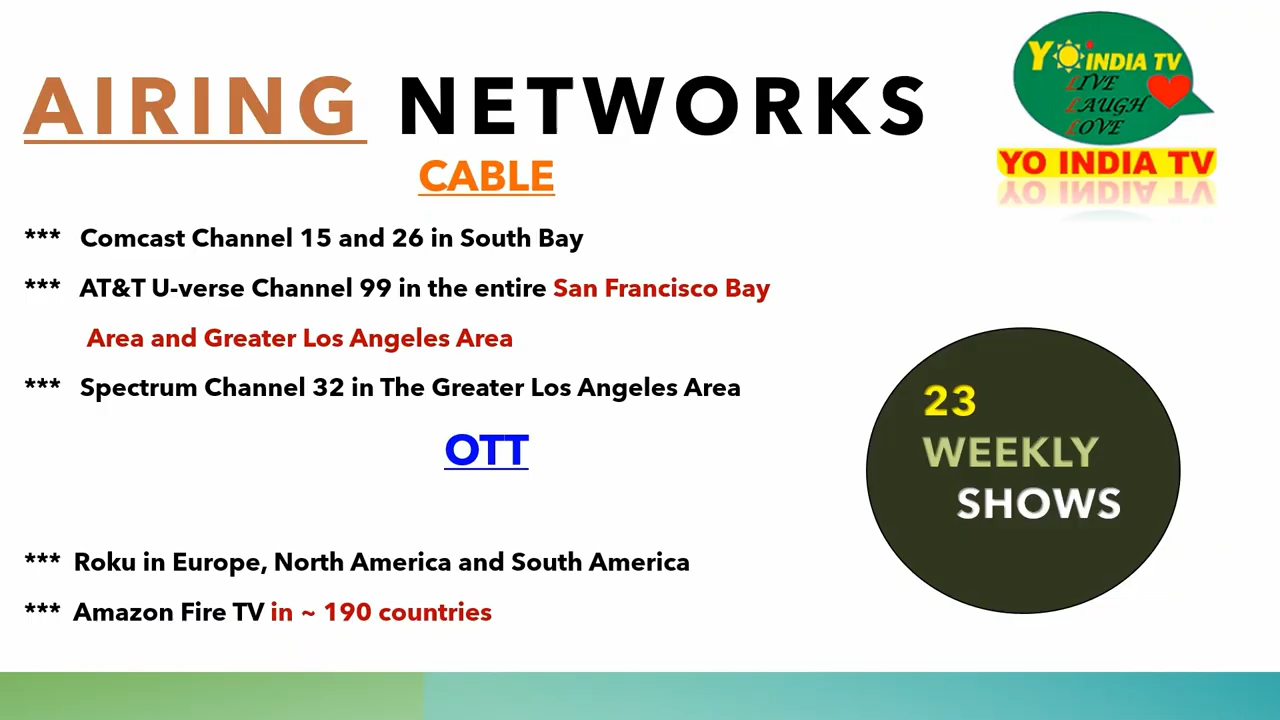 AIRING NETWORKS
Y INDIA TV
LIVE
LAUGH
LOVE
YO INDIA TV
CABLE
*** Comcast Channel 15 and 26 in South Bay
*** AT&T U-verse Channel 99 in the entire San Francisco Bay
Area and Greater Los Angeles Area
*** Spectrum Channel 32 in The Greater Los Angeles Area
OTT
*** Roku in Europe, North America and South America
*** Amazon Fire TV in ~ 190 countries
23
WEEKLY
SHOWS